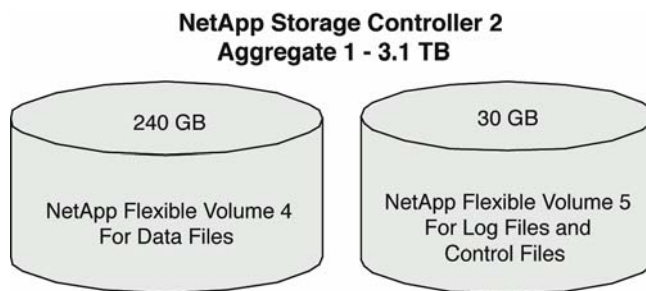 NetApp Storage Controller 2
Aggregate 1 - 3.1 TB
240 GB
NetApp Flexible Volume 4
For Data Files
30 GB
NetApp Flexible Volume 5
For Log Files and
Control Files